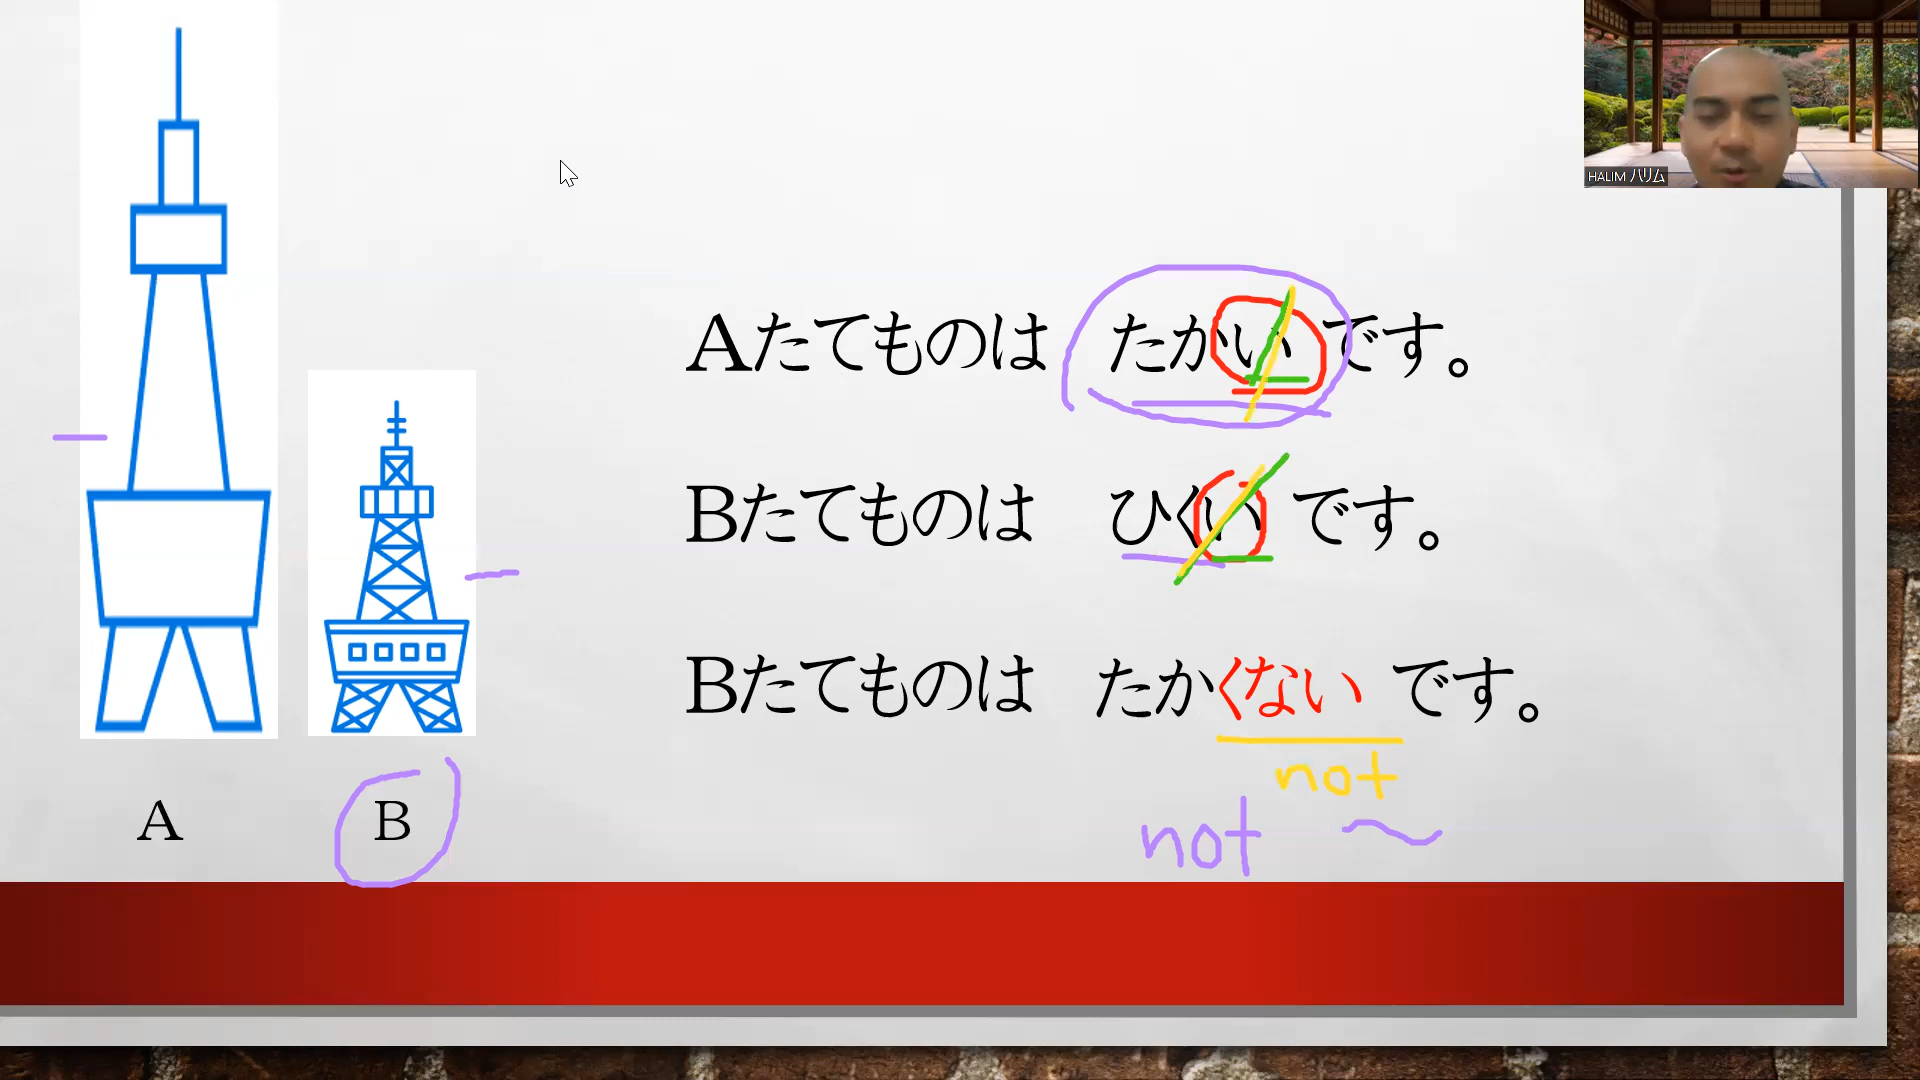 HALIM ハリム
Aたてものは たかい です。
Bたてものは ひくい です。
Bたてものは たかくない です。
not
not ~
A
B